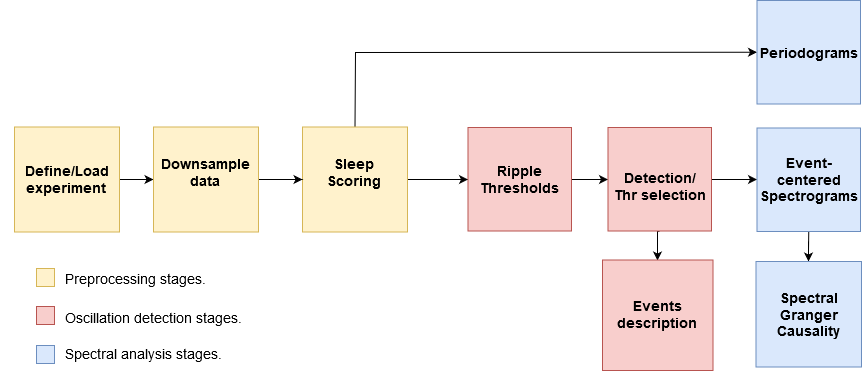 Periodograms
Define/Load
experiment
Downsample
data
Sleep
Scoring
Ripple
Thresholds
Detection/
Thr selection
Event-
centered
Spectrograms
Events
description
Spectral
Granger
Causality
Preprocessing stages.
Oscillation detection stages.
Spectral analysis stages.